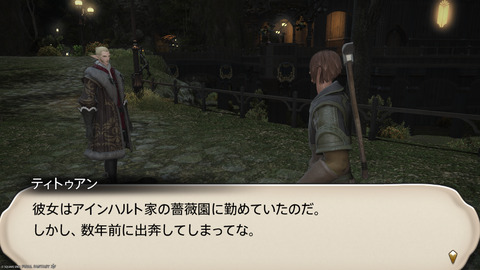 ティトゥアン
彼女はアインハルト家の薔薇園に勤めていたのだ。
しかし、数年前に出奔してしまってな。